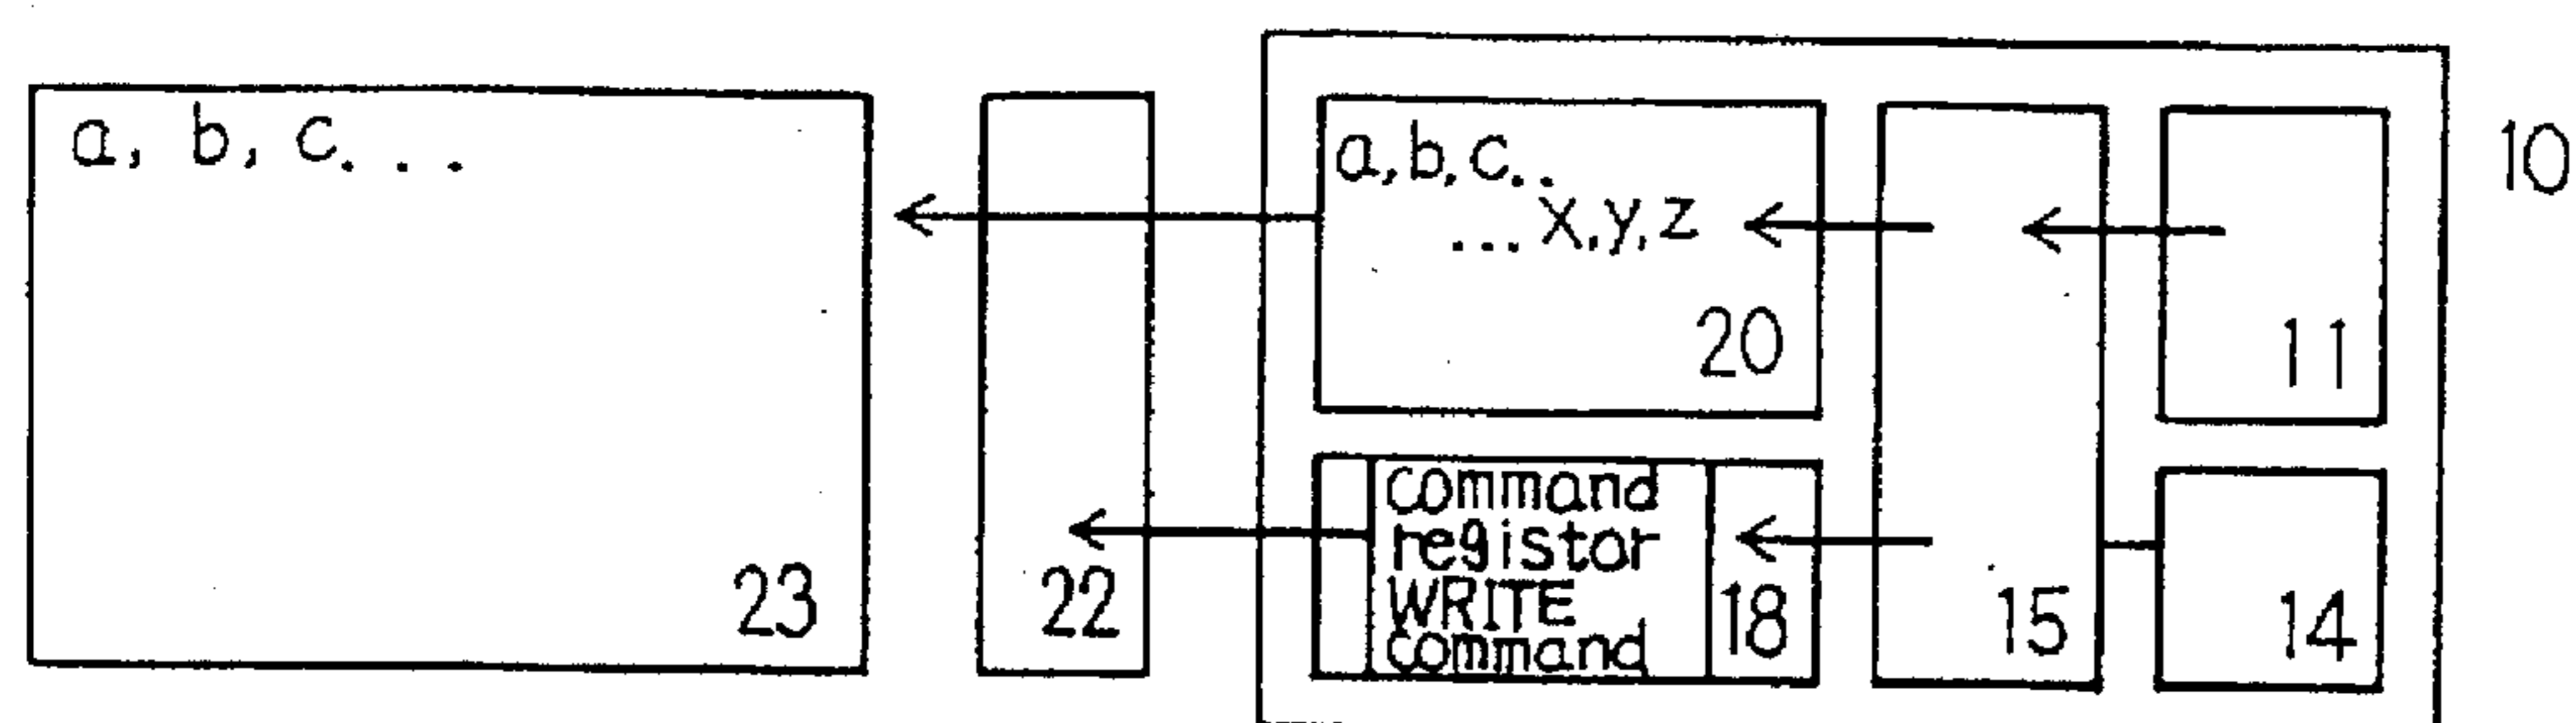 a, b, c. . .
23
22
a,b,c..
...x,y,z
20
command
registor
WRITE
command
18
15
11
14
10